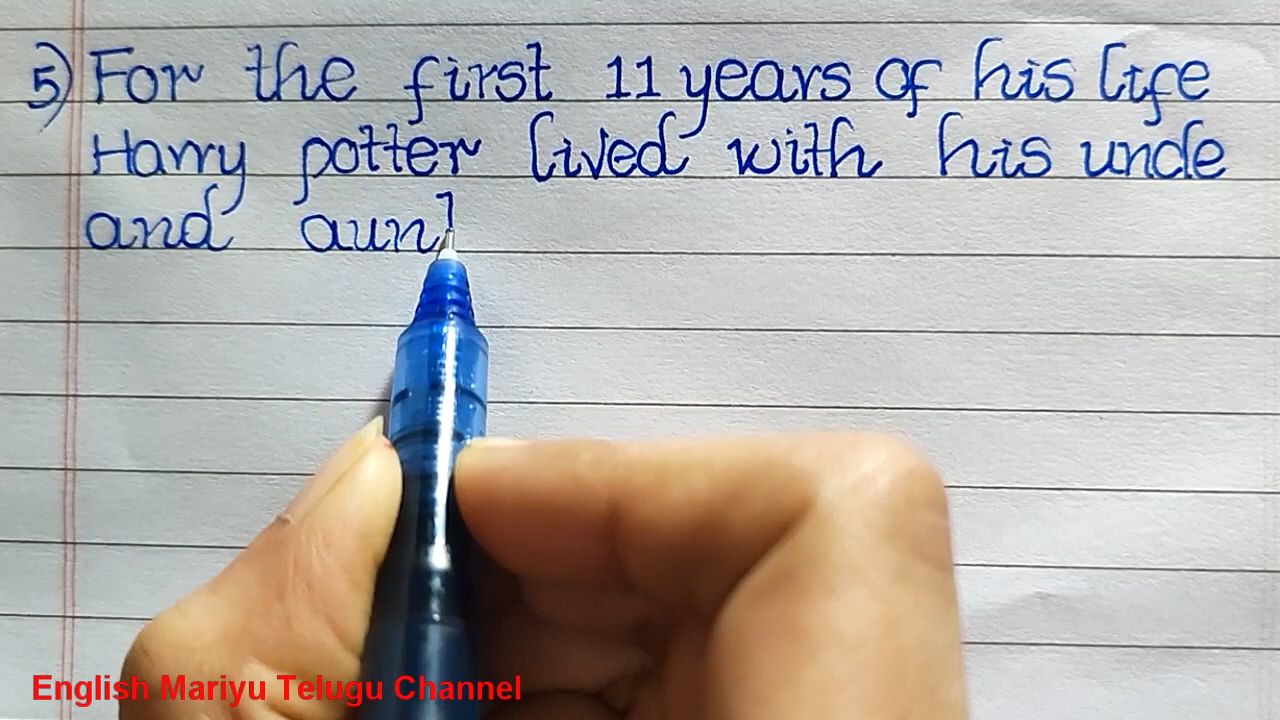 5) For the first 11 years of his life
Harry potter lived with his uncle
and aunt
English Mariyu Telugu Channel